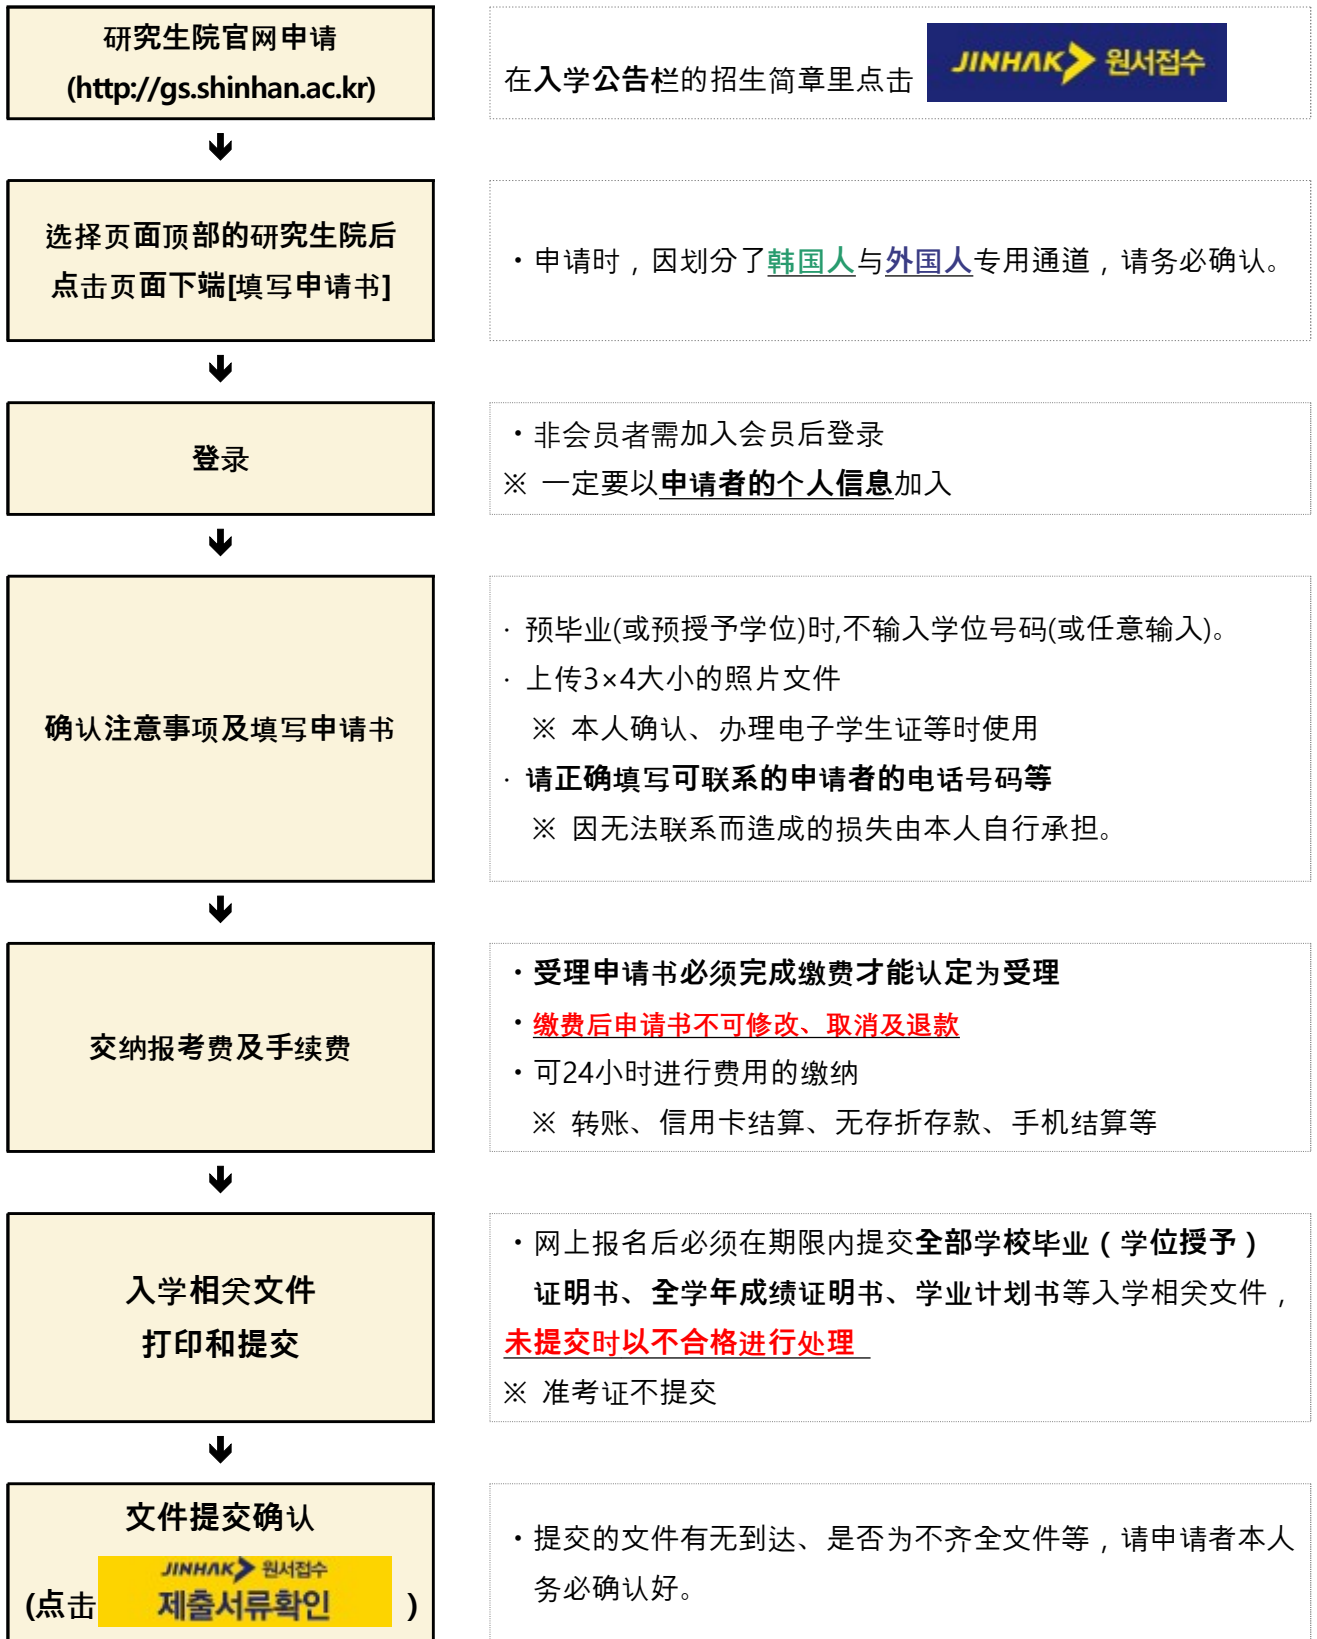 研究生院官网申请
(http://gs.shinhan.ac.kr)
在入学公告栏的招生简章里点击 JINHAK 원서접수
选择页面顶部的研究生院后
点击页面下端[填写申请书]
・申请时，因划分了韩国人与外国人专用通道，请务必确认。
登录
・非会员者需加入会员后登录
※ 一定要以申请者的个人信息加入
确认注意事项及填写申请书
· 预毕业(或预授予学位)时,不输入学位号码(或任意输入)。
· 上传3×4大小的照片文件
※ 本人确认、办理电子学生证等时使用
· 请正确填写可联系的申请者的电话号码等
※ 因无法联系而造成的损失由本人自行承担。
交纳报考费及手续费
・受理申请书必须完成缴费才能认定为受理
・缴费后申请书不可修改、取消及退款
・可24小时进行费用的缴纳
※ 转账、信用卡结算、无存折存款、手机结算等
入学相关文件
打印和提交
・网上报名后必须在期限内提交全部学校毕业（学位授予）
证明书、全学年成绩证明书、学业计划书等入学相关文件，
未提交时以不合格进行处理
※ 准考证不提交
文件提交确认
JINHAK 원서접수
(点击 제출서류확인 )
・提交的文件有无到达、是否为不齐全文件等，请申请者本人
务必确认好。